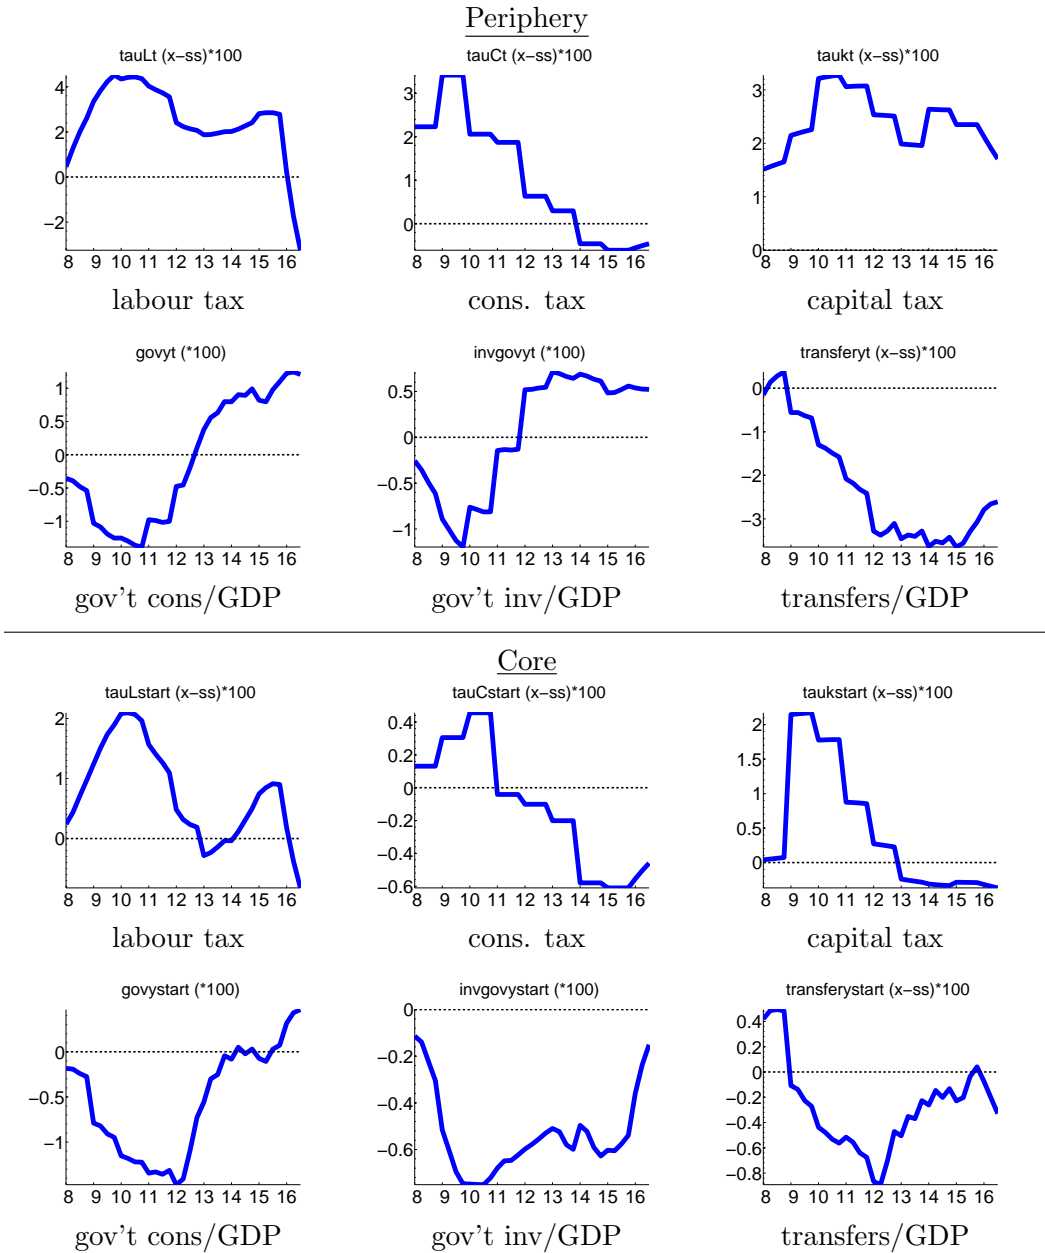 Periphery
tauLt (x−ss)*100 tauCt (x−ss)*100 taukt (x−ss)*100
4
2
0
−2
8 9 10 11 12 13 14 15 16
3
2
1
0
8 9 10 11 12 13 14 15 16
3
2
1
0
8 9 10 11 12 13 14 15 16
labour tax cons. tax capital tax
govyt (*100) invgovyt (*100) transferyt (x−ss)*100
1
0.5
0
−0.5
−1
8 9 10 11 12 13 14 15 16
0.5
0
−0.5
−1
8 9 10 11 12 13 14 15 16
0
−1
−2
−3
8 9 10 11 12 13 14 15 16
gov't cons/GDP gov't inv/GDP transfers/GDP
Core
tauLstart (x−ss)*100 tauCstart (x−ss)*100 taukstart (x−ss)*100
2
1
0
8 9 10 11 12 13 14 15 16
0.4
0.2
0
−0.2
−0.4
−0.6
8 9 10 11 12 13 14 15 16
2
1.5
1
0.5
0
8 9 10 11 12 13 14 15 16
labour tax cons. tax capital tax
govystart (*100) invgovystart (*100) transferystart (x−ss)*100
0
−0.5
−1
8 9 10 11 12 13 14 15 16
0
−0.2
−0.4
−0.6
8 9 10 11 12 13 14 15 16
0.4
0.2
0
−0.2
−0.4
−0.6
−0.8
8 9 10 11 12 13 14 15 16
gov't cons/GDP gov't inv/GDP transfers/GDP